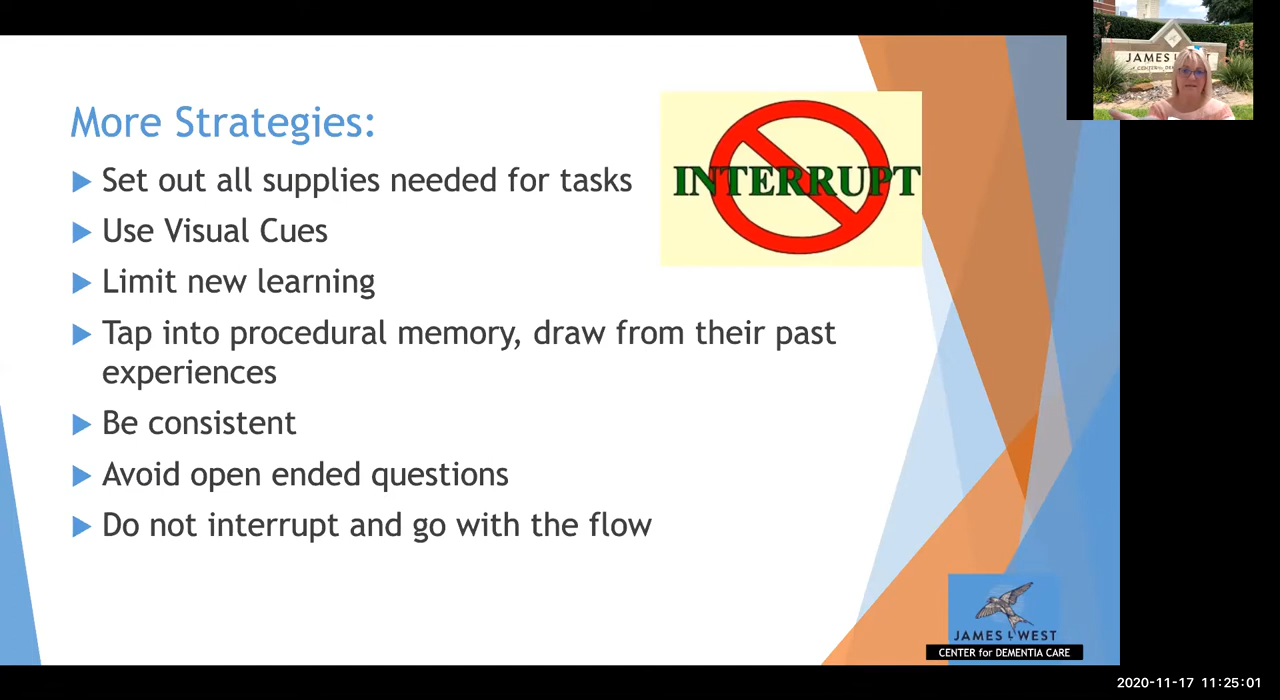 More Strategies:
Set out all supplies needed for tasks
Use Visual Cues
Limit new learning
Tap into procedural memory, draw from their past
experiences
Be consistent
Avoid open ended questions
Do not interrupt and go with the flow
INTERRUPT
JAMES
JAMES L WEST
CENTER for DEMENTIA CARE
2020-11-17 11:25:01